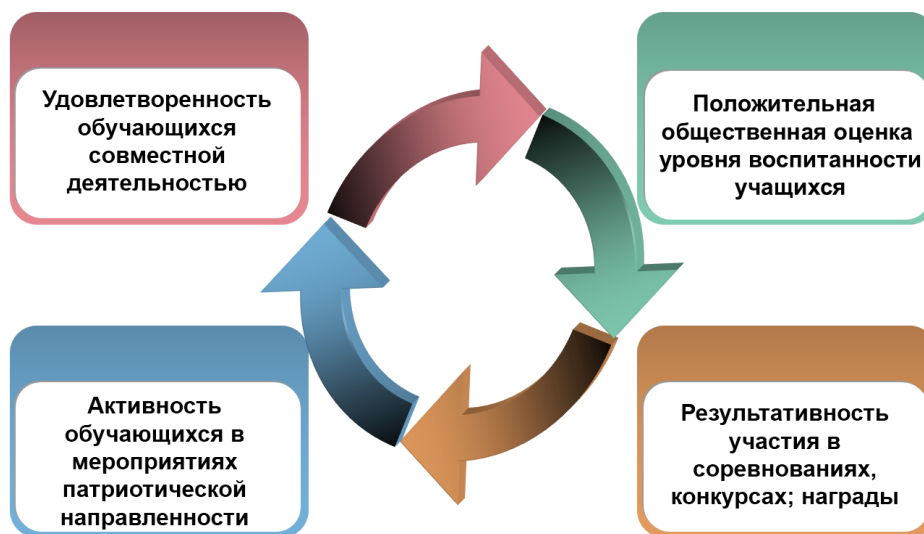 Удовлетворенность
обучающихся
совместной
деятельностью
Положительная
общественная оценка
уровня воспитанности
учащихся
Активность
обучающихся в
мероприятиях
патриотической
направленности
Результативность
участия в
соревнованиях,
конкурсах; награды